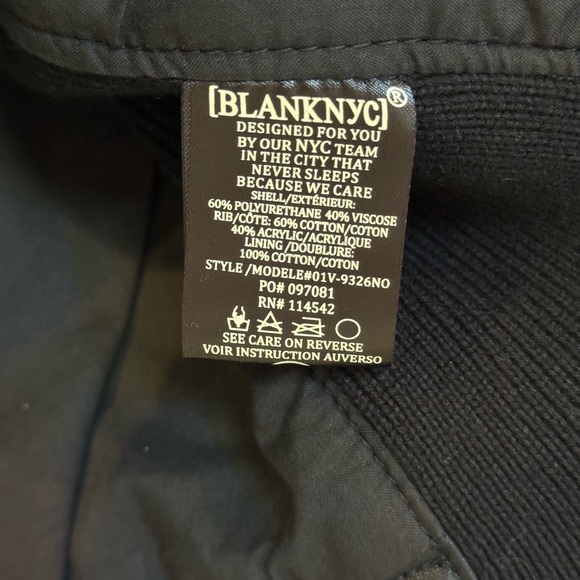 [BLANKNYC]®
DESIGNED FOR YOU
BY OUR NYC TEAM
IN THE CITY THAT
NEVER SLEEPS
BECAUSE WE CARE
SHELL/EXTÉRIEUR:
60% POLYURETHANE 40% VISCOSE
RIB/CÔTE: 60% COTTON/COTON
40% ACRYLIC/ACRYLIQUE
LINING /DOUBLURE:
100% COTTON/COTON
STYLE /MODELE#01V-9326NO
PO# 097081
RN# 114542
SEE CARE ON REVERSE
VOIR INSTRUCTION AUVERSO